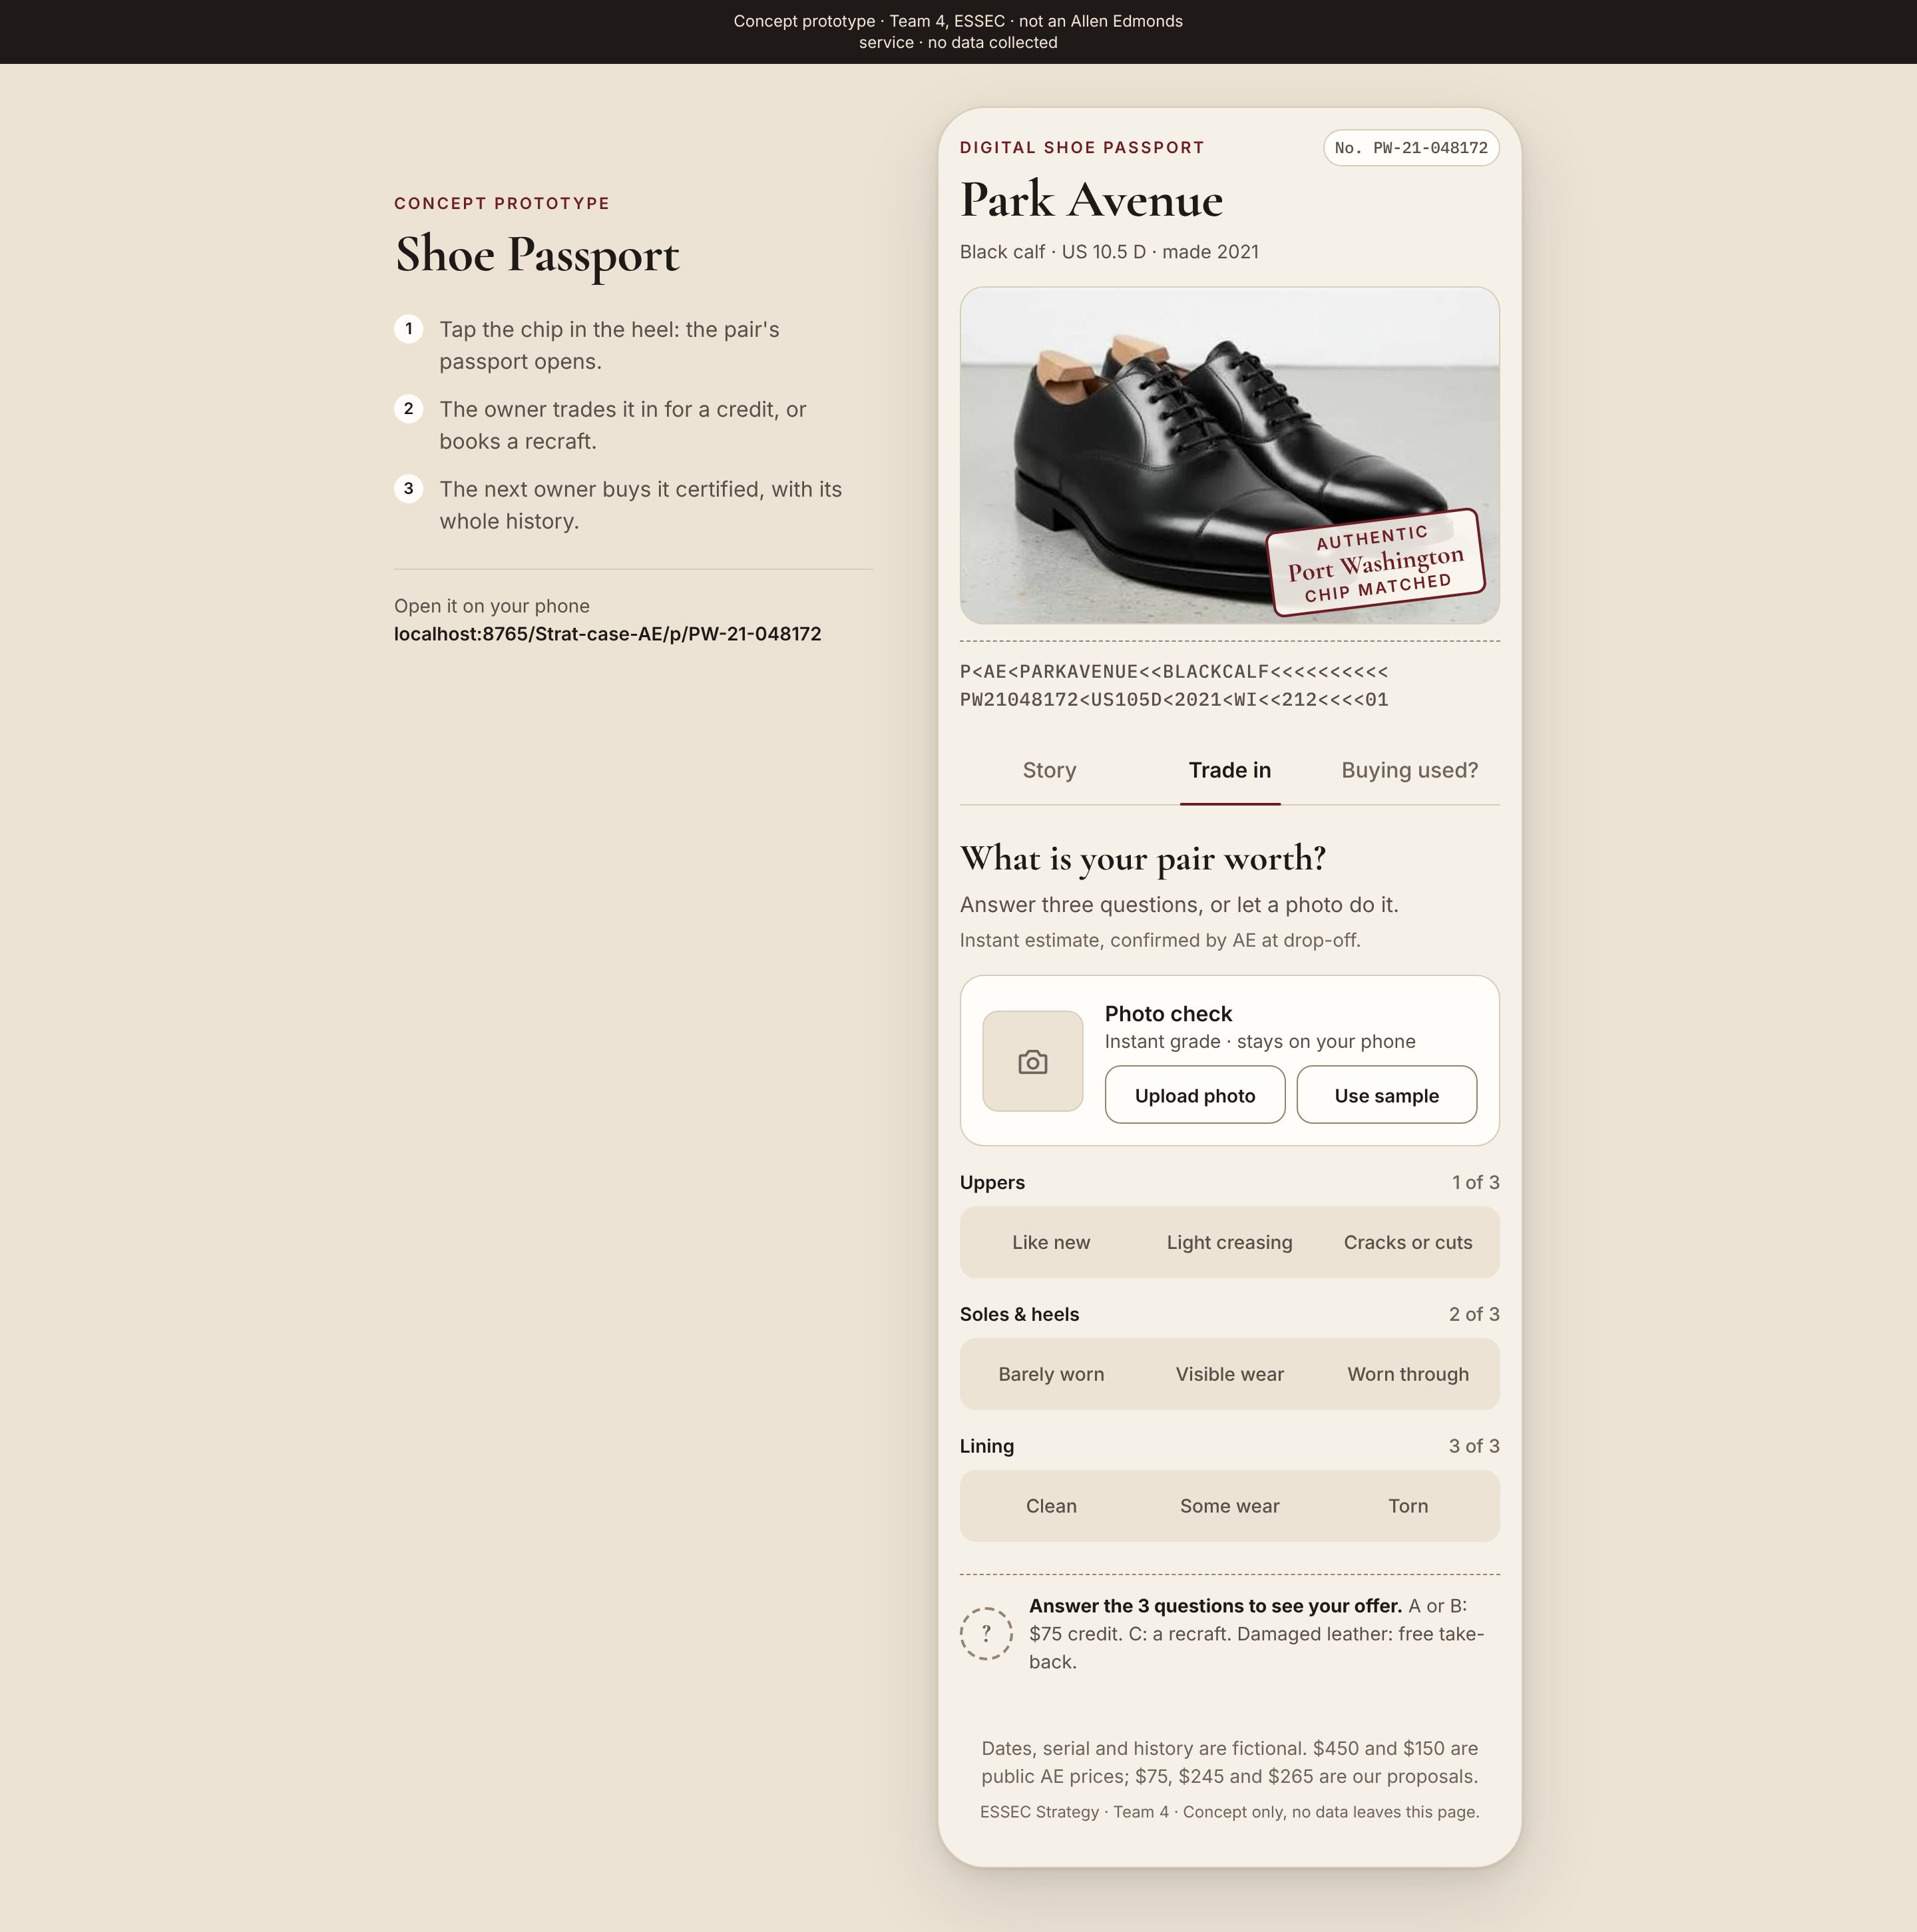 Concept prototype · Team 4, ESSEC · not an Allen Edmonds
service · no data collected
CONCEPT PROTOTYPE
Shoe Passport
1 Tap the chip in the heel: the pair's
passport opens.
2 The owner trades it in for a credit, or
books a recraft.
3 The next owner buys it certified, with its
whole history.
Open it on your phone
localhost:8765/Strat-case-AE/p/PW-21-048172
DIGITAL SHOE PASSPORT
No. PW-21-048172
Park Avenue
Black calf · US 10.5 D · made 2021
AUTHENTIC
Port Washington
CHIP MATCHED
P<AE<PARKAVENUE<<BLACKCALF<<<<<<<<<<
PW21048172<US105D<2021<WI<<212<<<<01
Story Trade in Buying used?
What is your pair worth?
Answer three questions, or let a photo do it.
Instant estimate, confirmed by AE at drop-off.
Photo check
Instant grade · stays on your phone
Upload photo Use sample
Uppers 1 of 3
Like new Light creasing Cracks or cuts
Soles & heels 2 of 3
Barely worn Visible wear Worn through
Lining 3 of 3
Clean Some wear Torn
?
Answer the 3 questions to see your offer. A or B:
$75 credit. C: a recraft. Damaged leather: free take-
back.
Dates, serial and history are fictional. $450 and $150 are
public AE prices; $75, $245 and $265 are our proposals.
ESSEC Strategy · Team 4 · Concept only, no data leaves this page.